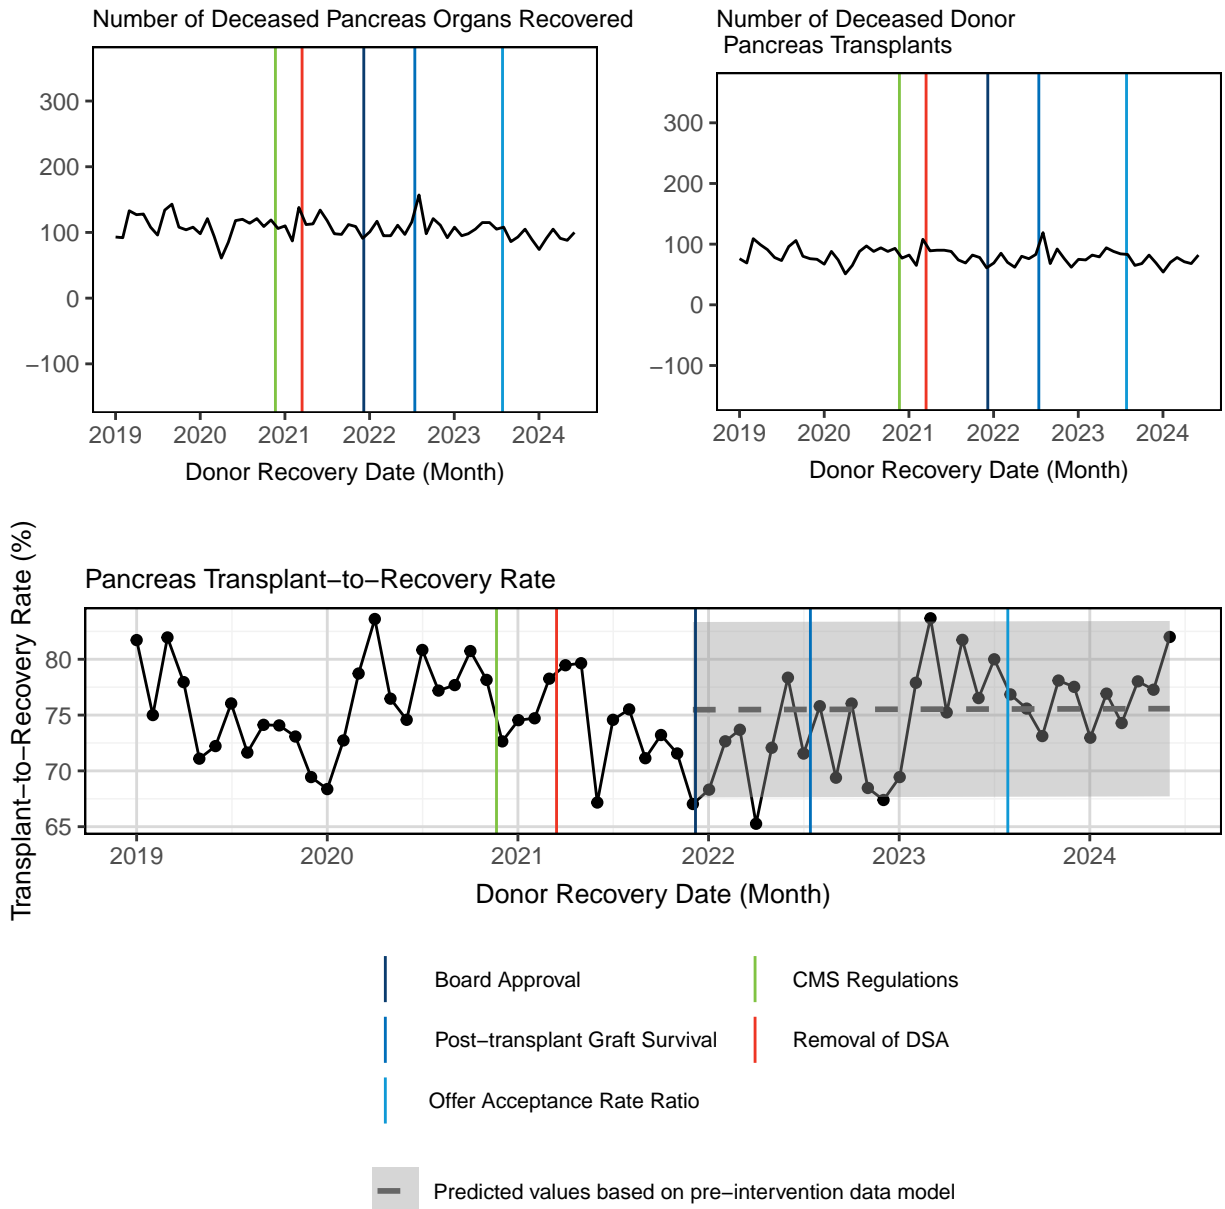 Number of Deceased Pancreas Organs Recovered
300
200
100
0
−100
2019 2020 2021 2022 2023 2024
Donor Recovery Date (Month)
Number of Deceased Donor
Pancreas Transplants
300
200
100
0
−100
2019 2020 2021 2022 2023 2024
Donor Recovery Date (Month)
Pancreas Transplant−to−Recovery Rate
Transplant−to−Recovery Rate (%)
80
75
70
65
2019 2020 2021 2022 2023 2024
Donor Recovery Date (Month)
Board Approval
CMS Regulations
Post−transplant Graft Survival
Removal of DSA
Offer Acceptance Rate Ratio
Predicted values based on pre−intervention data model